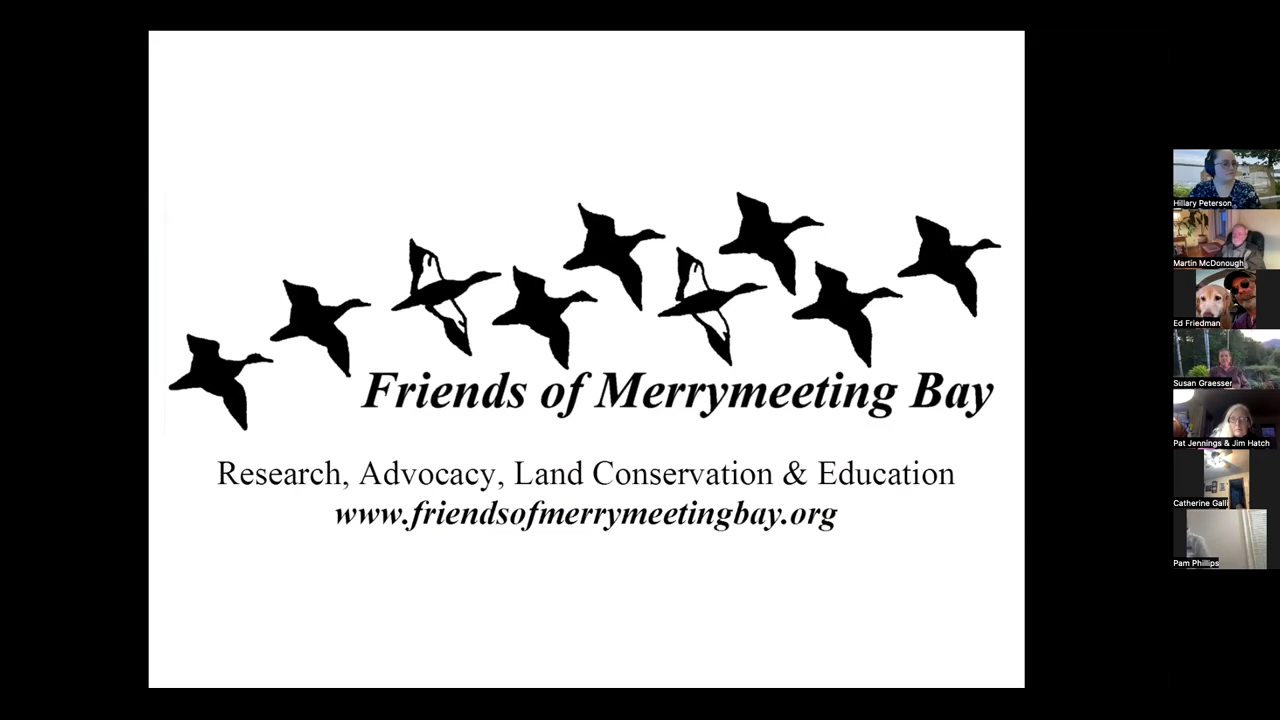 Friends of Merrymeeting Bay
Research, Advocacy, Land Conservation & Education
www.friendsofmerrymeetingbay.org
Hillary Peterson
Martin McDonough
Ed Friedman
Susan Graesser
Pat Jennings & Jim Hatch
Catherine Galli
Pam Phillips